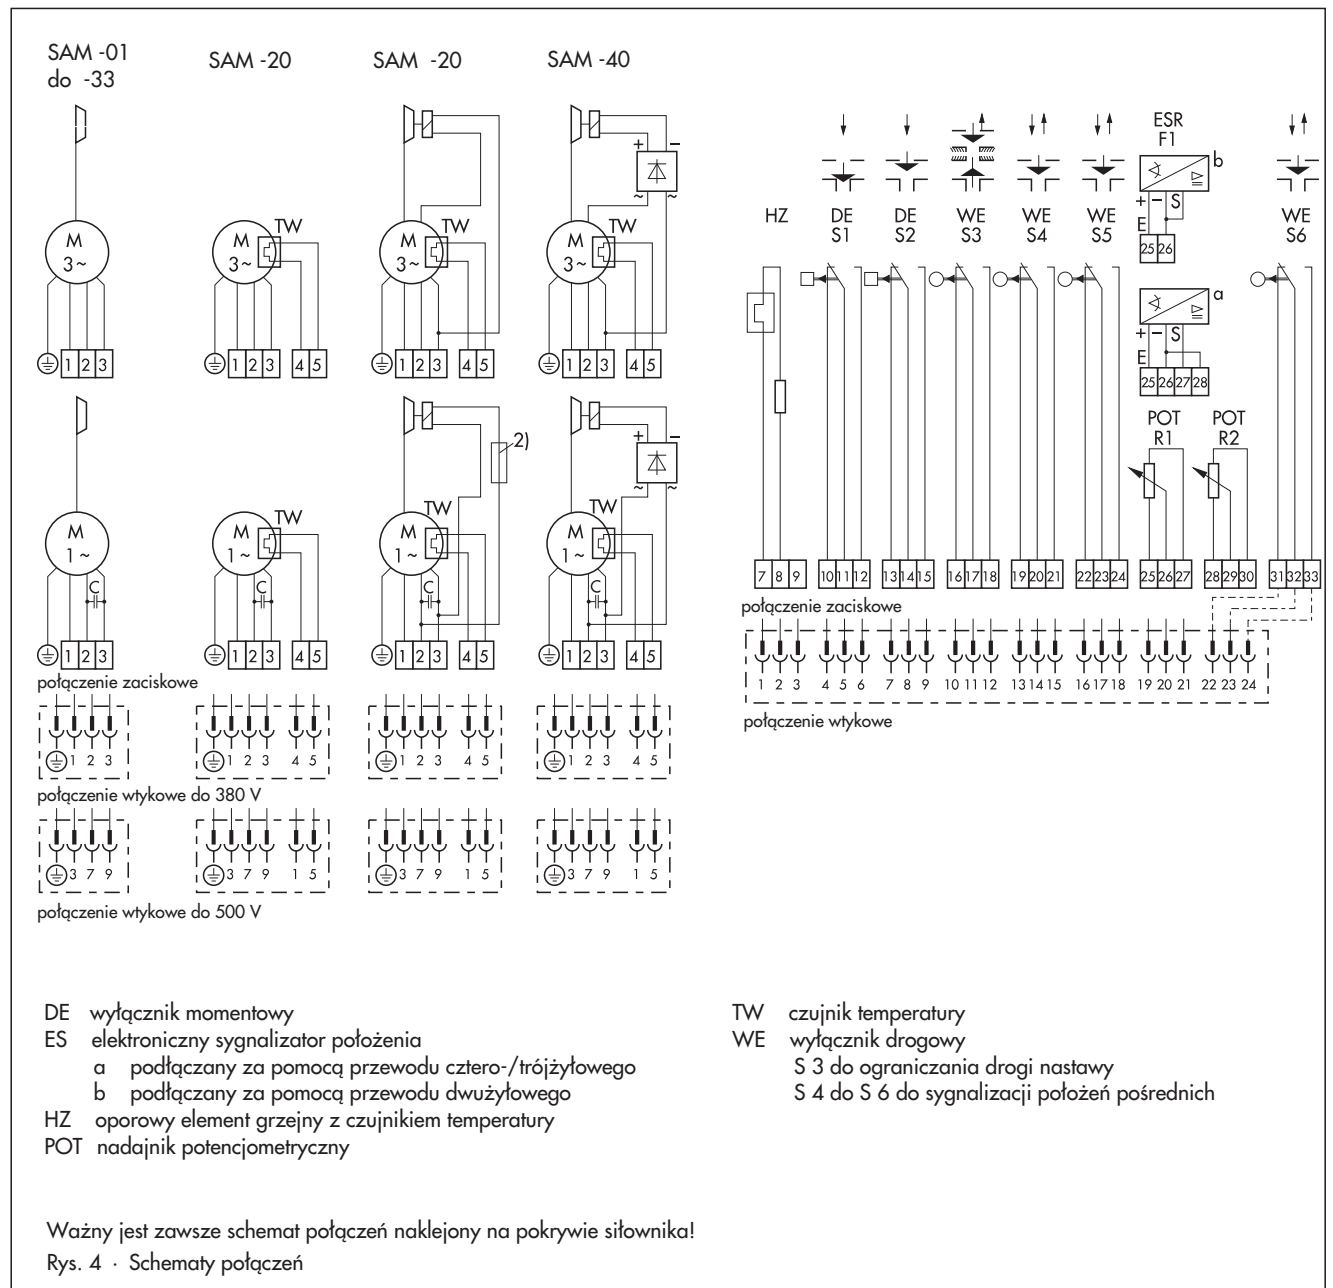 SAM -01
do -33
SAM -20
SAM -20
SAM -40
M
3~
1 2 3
M
3~
TW
1 2 3 4 5
M
3~
TW
1 2 3 4 5
+ −
~ ~
M
3~
TW
1 2 3 4 5
M
1~
C
1 2 3
M
1~
TW
C
1 2 3 4 5
2)
M
1~
TW
C
1 2 3 4 5
+ −
~ ~
M
1~
TW
C
1 2 3 4 5
połączenie zaciskowe
1 2 3
1 2 3 4 5
1 2 3 4 5
1 2 3 4 5
połączenie wtykowe do 380 V
3 7 9
3 7 9 1 5
3 7 9 1 5
3 7 9 1 5
połączenie wtykowe do 500 V
HZ
DE
S1
DE
S2
WE
S3
WE
S4
WE
S5
ESR
F1
b
+ − S
E
25 26
a
+ − S
E
25 26 27 28
WE
S6
POT
R1
POT
R2
7 8 9 10 11 12 13 14 15 16 17 18 19 20 21 22 23 24 25 26 27 28 29 30 31 32 33
połączenie zaciskowe
1 2 3 4 5 6 7 8 9 10 11 12 13 14 15 16 17 18 19 20 21 22 23 24
połączenie wtykowe
DE wyłącznik momentowy
ES elektroniczny sygnalizator położenia
a podłączany za pomocą przewodu cztero-/trójżyłowego
b podłączany za pomocą przewodu dwużyłowego
HZ oporowy element grzejny z czujnikiem temperatury
POT nadajnik potencjometryczny
TW czujnik temperatury
WE wyłącznik drogowy
S 3 do ograniczania drogi nastawy
S 4 do S 6 do sygnalizacji położeń pośrednich
Ważny jest zawsze schemat połączeń naklejony na pokrywie siłownika!
Rys. 4 · Schematy połączeń